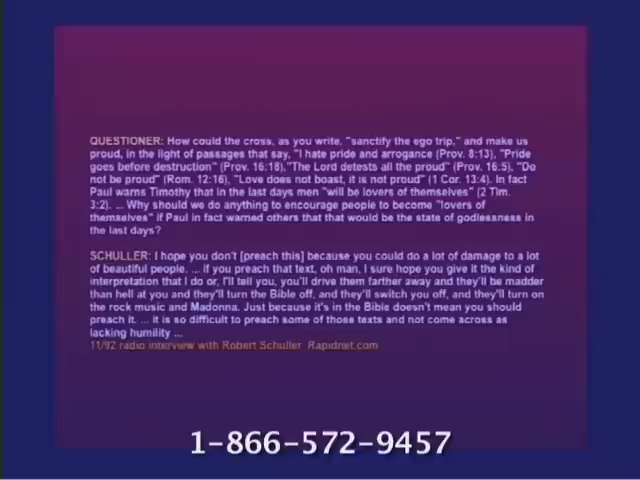 QUESTIONER: How could the cross, as you write, "sanctify the ego trip," and make us
proud, in the light of passages that say, "I hate pride and arrogance (Prov. 8:13), "Pride
goes before destruction" (Prov. 16:18),"The Lord detests all the proud" (Prov. 16:5), "Do
not be proud" (Rom. 12:16), "Love does not boast, it is not proud" (1 Cor. 13:4). In fact
Paul warns Timothy that in the last days men "will be lovers of themselves" (2 Tim.
3:2). ... Why should we do anything to encourage people to become "lovers of
themselves" if Paul in fact warned others that that would be the state of godlessness in
the last days?
SCHULLER: I hope you don't [preach this] because you could do a lot of damage to a lot
of beautiful people. ... If you preach that text, oh man, I sure hope you give it the kind of
interpretation that I do or, I'll tell you, you'll drive them farther away and they'll be madder
than hell at you and they'll turn the Bible off, and they'll switch you off, and they'll turn on
the rock music and Madonna. Just because it's in the Bible doesn't mean you should
preach it. ... it is so difficult to preach some of those texts and not come across as
lacking humility ...
11/92 radio interview with Robert Schuller Rapidnet.com
1-866-572-9457